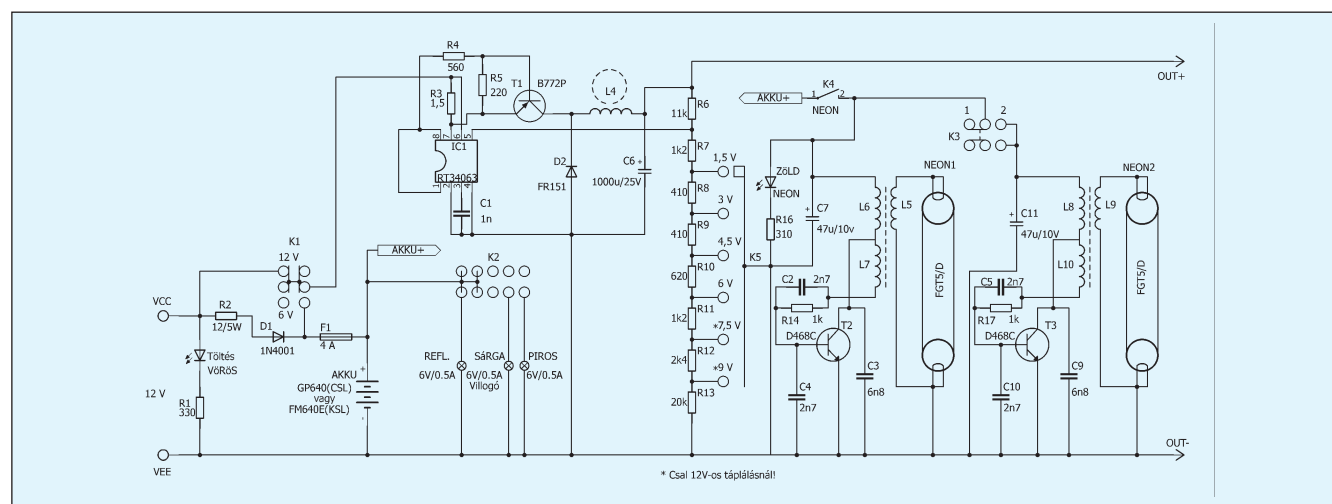 R4
560
R5
220
T1
B772P
L4
R3
1,5
8 7 6 5
IC1
RT34063
1 2 3 4
C1
1n
D2
FR151
C6 +
1000u/25V
R6
11k
R7
1k2
R8
410
R9
410
R10
620
R11
1k2
R12
2k4
R13
20k
1,5 V
3 V
4,5 V
6 V
*7,5 V
*9 V
K5
OUT+
AKKU+
1
K4
2
NEON
1
2
K3
ZöLD
NEON
R16
310
C7
+
47u/10v
L6
L5
L7
NEON1
FGT5/D
C2
2n7
R14
1k
D468C
T2
C4
2n7
C3
6n8
C11
+
47u/10V
L8
L9
L10
NEON2
FGT5/D
C5
2n7
R17
1k
D468C
T3
C10
2n7
C9
6n8
K1
12 V
6 V
AKKU+
K2
VCC
R2
12/5W
D1
1N4001
F1
4 A
Töltés
VöRöS
12 V
R1
330
VEE
AKKU
+
GP640(CSL)
vagy
FM640E(KSL)
REFL.
6V/0.5A
SÁRGA
6V/0.5A
Villogó
PIROS
6V/0.5A
OUT-
* Csal 12V-os táplálásnál!